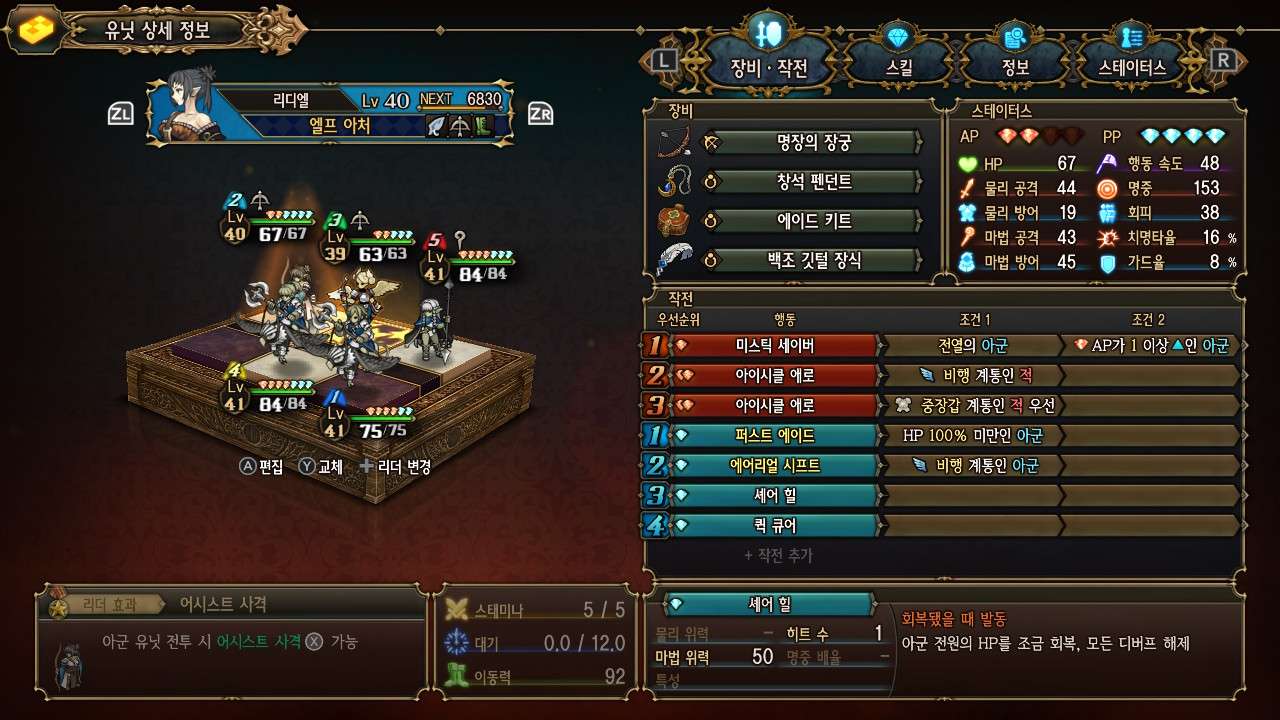 유닛 상세 정보
L
장비·작전
스킬
정보
스테이터스
R
ZL
리디엘
Lv 40
NEXT 6830
엘프 아처
ZR
장비
명장의 장궁
창석 펜던트
에이드 키트
백조 깃털 장식
스테이터스
AP
PP
HP 67
행동 속도 48
물리 공격 44
명중 153
물리 방어 19
회피 38
마법 공격 43
치명타율 16 %
마법 방어 45
가드율 8 %
2
Lv
40
67/67
3
Lv
39
63/63
5
Lv
41
84/84
4
Lv
41
84/84
1
Lv
41
75/75
A 편집 Y 교체 + 리더 변경
작전
우선순위 행동 조건 1 조건 2
1 미스틱 세이버 전열의 아군 AP가 1 이상▲인 아군
2 아이시클 애로 비행 계통인 적
3 아이시클 애로 중장갑 계통인 적 우선
1 퍼스트 에이드 HP 100% 미만인 아군
2 에어리얼 시프트 비행 계통인 아군
3 셰어 힐
4 퀵 큐어
+ 작전 추가
리더 효과 어시스트 사격
아군 유닛 전투 시 어시스트 사격 X 가능
스태미나 5 / 5
대기 0.0 / 12.0
이동력 92
셰어 힐
물리 위력 - 히트 수 1
마법 위력 50 명중 배율 -
특성
회복됐을 때 발동
아군 전원의 HP를 조금 회복, 모든 디버프 해제